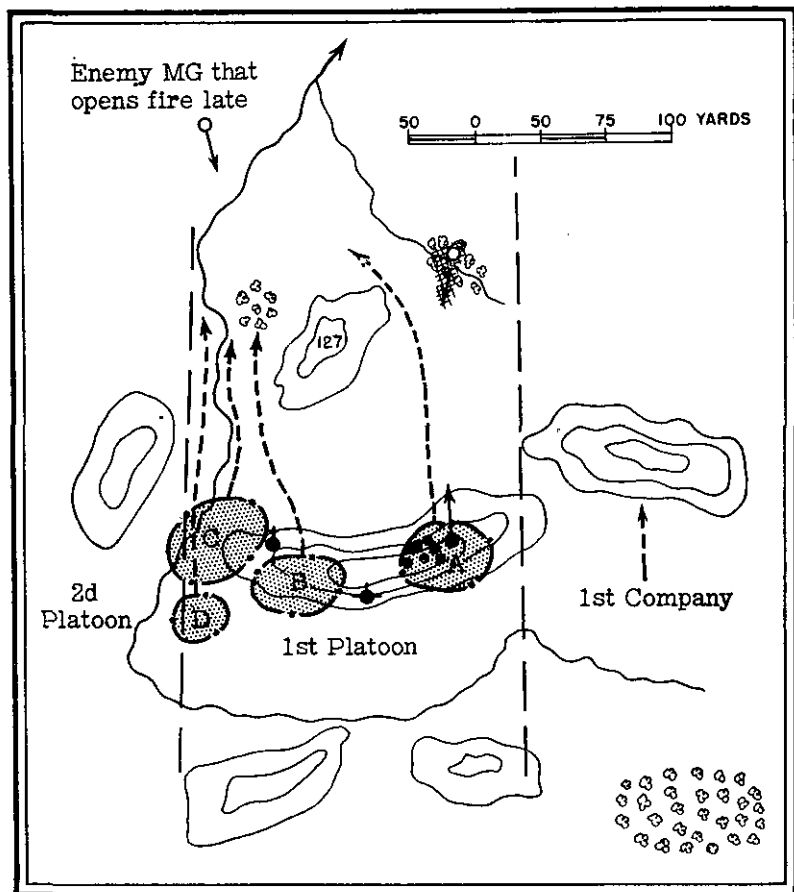 Enemy MG that
opens fire late
50 0 50 75 100 YARDS
127
C
B
A
D
2d
Platoon
1st Platoon
1st Company